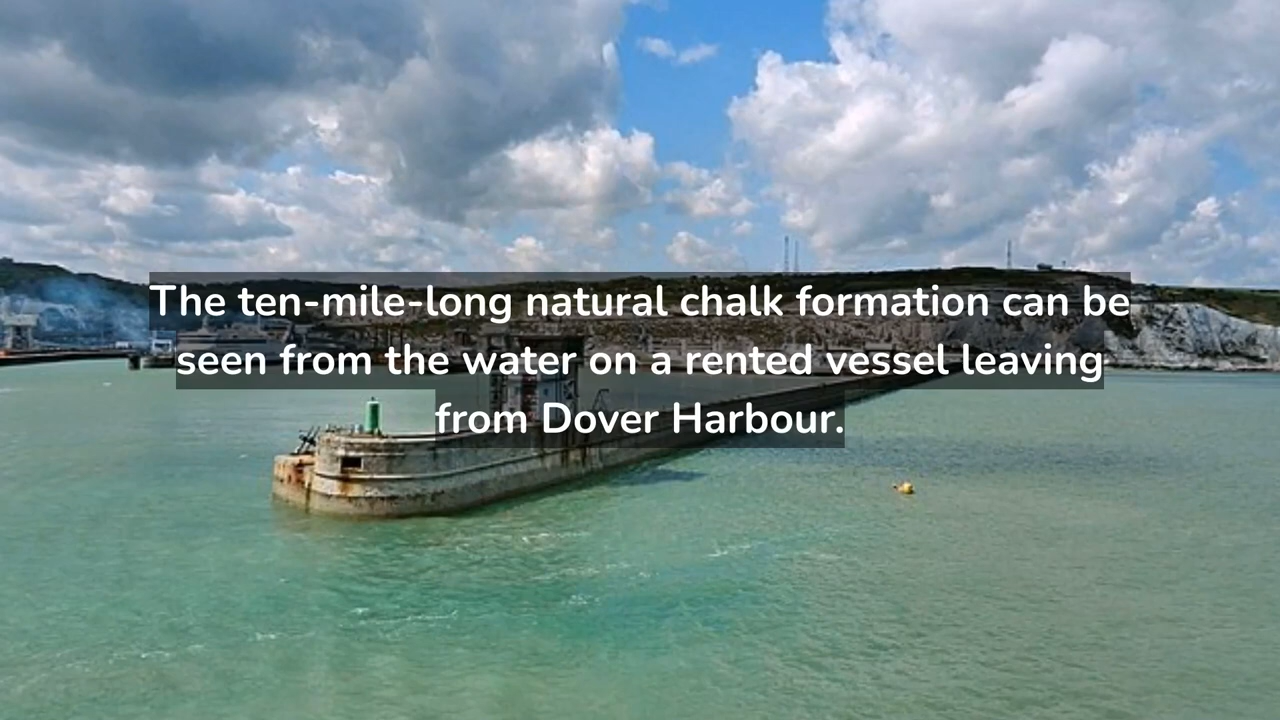 The ten-mile-long natural chalk formation can be
seen from the water on a rented vessel leaving
from Dover Harbour.